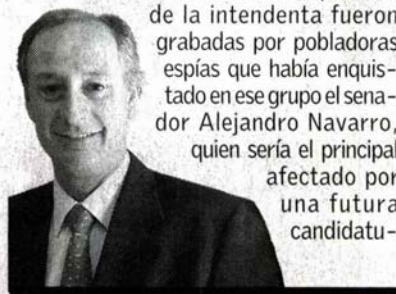 de la intendenta fueron
grabadas por pobladoras
espías que había enquis-
tado en ese grupo el sena-
dor Alejandro Navarro,
quien sería el principal
afectado por
una futura
candidatu-